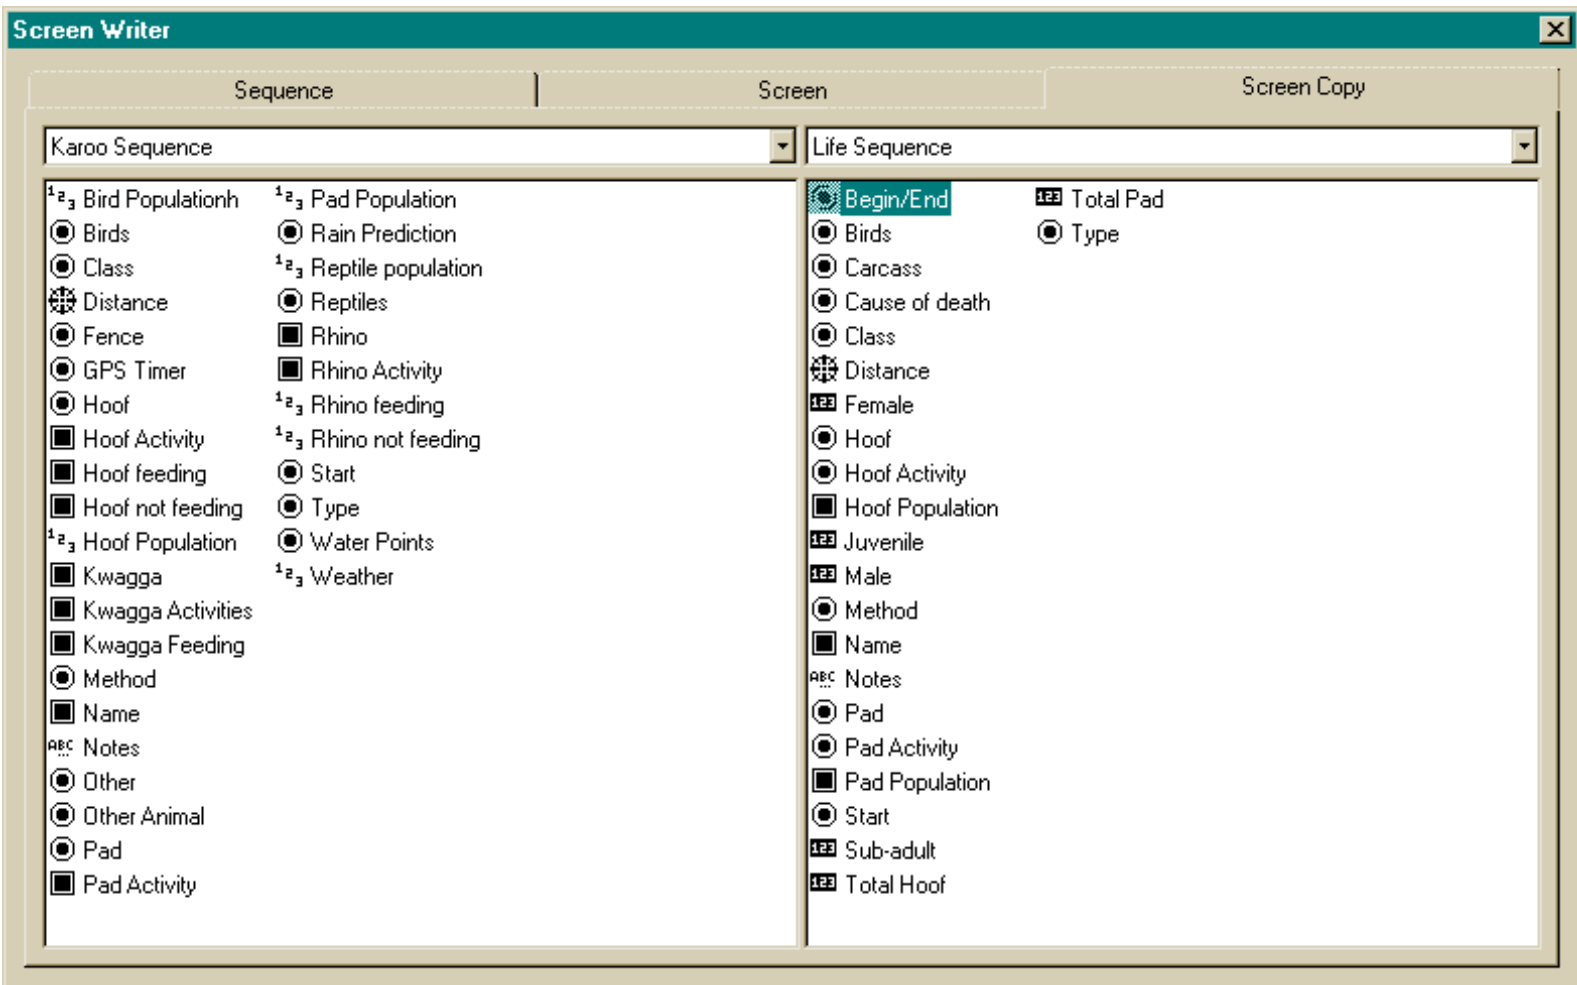 Screen Writer
Sequence
Screen
Screen Copy
Karoo Sequence
Bird Populationh
Birds
Class
Distance
Fence
GPS Timer
Hoof
Hoof Activity
Hoof feeding
Hoof not feeding
Hoof Population
Kwagga
Kwagga Activities
Kwagga Feeding
Method
Name
Notes
Other
Other Animal
Pad
Pad Activity
Pad Population
Rain Prediction
Reptile population
Reptiles
Rhino
Rhino Activity
Rhino feeding
Rhino not feeding
Start
Type
Water Points
Weather
Life Sequence
Begin/End
Birds
Carcass
Cause of death
Class
Distance
Female
Hoof
Hoof Activity
Hoof Population
Juvenile
Male
Method
Name
Notes
Pad
Pad Activity
Pad Population
Start
Sub-adult
Total Hoof
Total Pad
Type